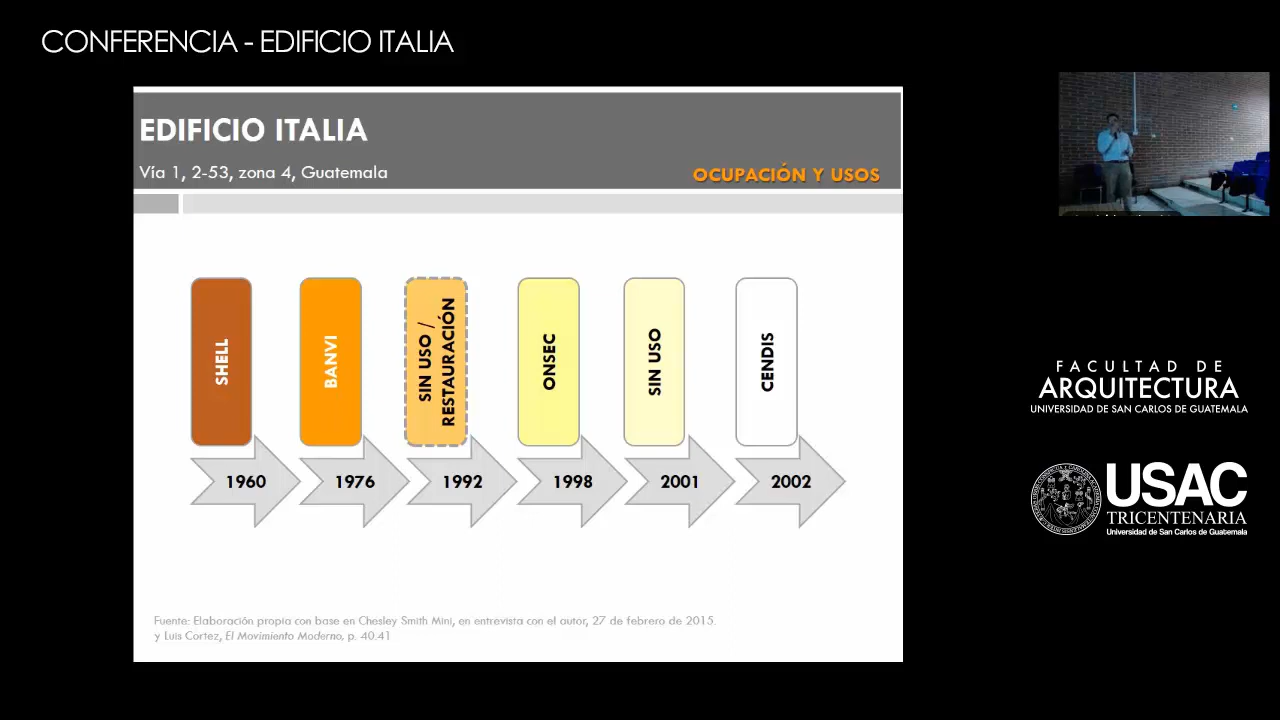 CONFERENCIA - EDIFICIO ITALIA
EDIFICIO ITALIA
Vía 1, 2-53, zona 4, Guatemala
OCUPACIÓN Y USOS
SHELL
BANVI
SIN USO /
RESTAURACIÓN
ONSEC
SIN USO
CENDIS
1960
1976
1992
1998
2001
2002
Fuente: Elaboración propia con base en Chesley Smith Mini, en entrevista con el autor, 27 de febrero de 2015.
y Luis Cortez, El Movimiento Moderno, p. 40.41
FACULTAD DE
ARQUITECTURA
UNIVERSIDAD DE SAN CARLOS DE GUATEMALA
USAC
TRICENTENARIA
Universidad de San Carlos de Guatemala